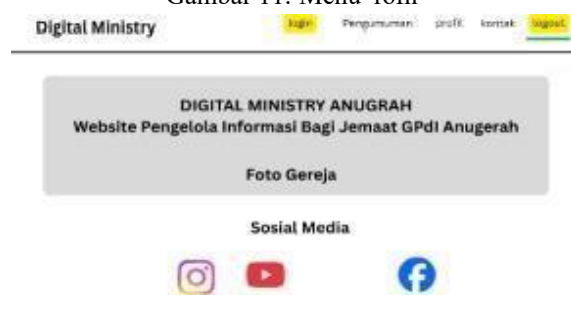 Digital Ministry login Pengumuman profil kontak logout
DIGITAL MINISTRY ANUGRAH
Website Pengelola Informasi Bagi Jemaat GPdI Anugerah
Foto Gereja
Sosial Media